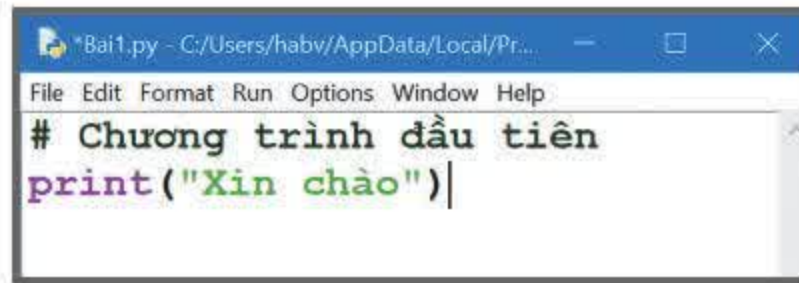 *Bai1.py - C:/Users/habv/AppData/Local/Pr...
File Edit Format Run Options Window Help
# Chương trình đầu tiên
print("Xin chào")